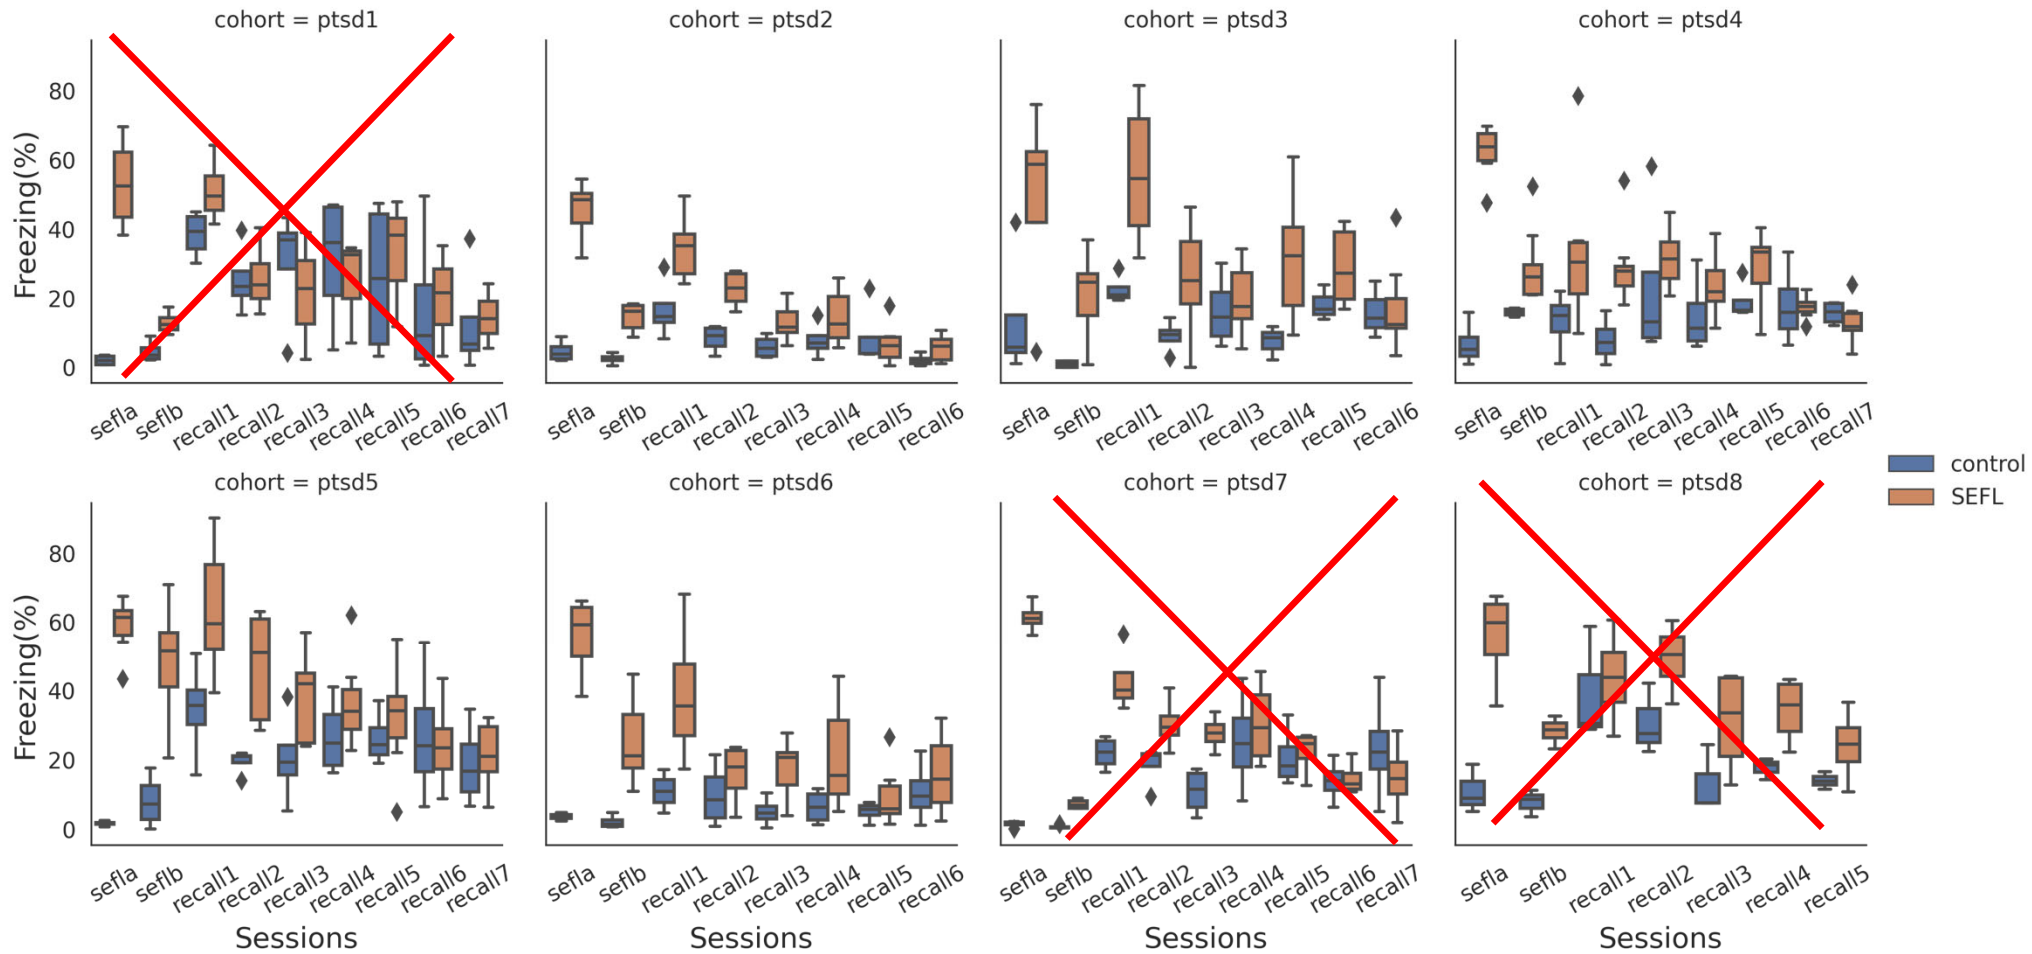 cohort = ptsd1
cohort = ptsd2
cohort = ptsd3
cohort = ptsd4
Freezing(%)
80
60
40
20
0
sefla seflb recall1 recall2 recall3 recall4 recall5 recall6 recall7
sefla seflb recall1 recall2 recall3 recall4 recall5 recall6
sefla seflb recall1 recall2 recall3 recall4 recall5 recall6
sefla seflb recall1 recall2 recall3 recall4 recall5 recall6 recall7
control
SEFL
cohort = ptsd5
cohort = ptsd6
cohort = ptsd7
cohort = ptsd8
Freezing(%)
80
60
40
20
0
sefla seflb recall1 recall2 recall3 recall4 recall5 recall6 recall7
sefla seflb recall1 recall2 recall3 recall4 recall5 recall6
sefla seflb recall1 recall2 recall3 recall4 recall5 recall6 recall7
sefla seflb recall1 recall2 recall3 recall4 recall5
Sessions
Sessions
Sessions
Sessions